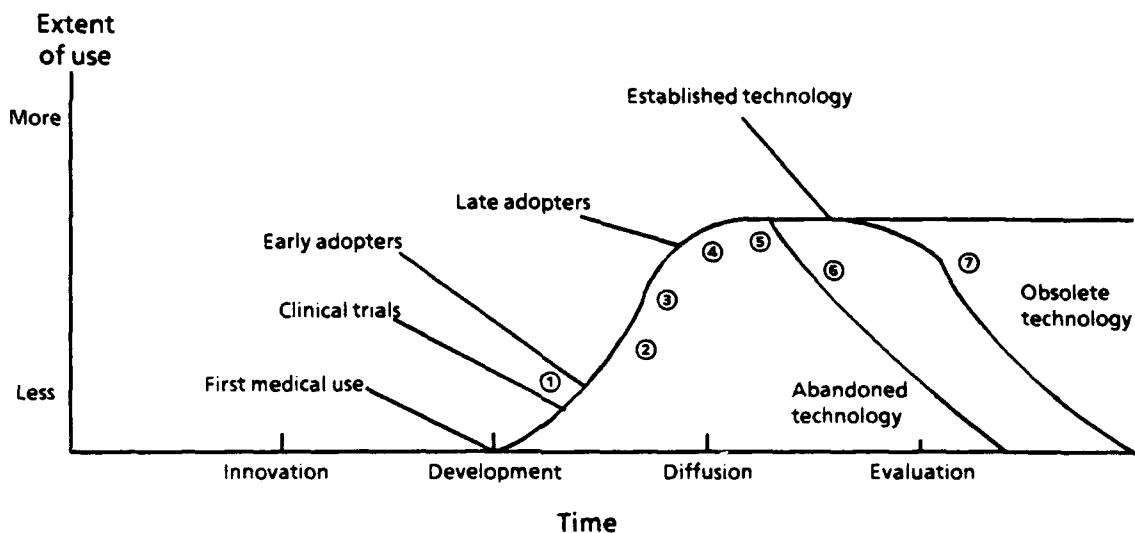 Extent
of use
More
Established technology
Late adopters
Early adopters
Clinical trials
First medical use
Less
①
②
③
④
⑤
⑥
⑦
Obsolete
technology
Abandoned
technology
Innovation
Development
Diffusion
Evaluation
Time